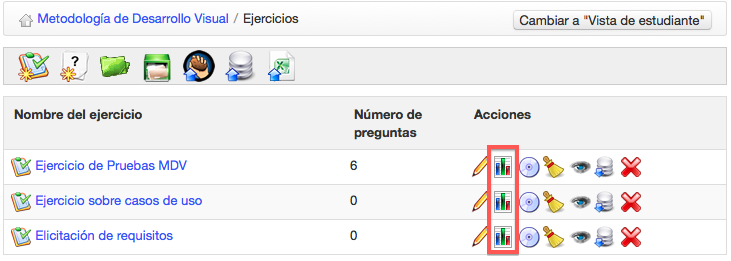 Metodología de Desarrollo Visual / Ejercicios
Cambiar a "Vista de estudiante"
?
Nombre del ejercicio
Número de preguntas
Acciones
Ejercicio de Pruebas MDV
6
Ejercicio sobre casos de uso
0
Elicitación de requisitos
0